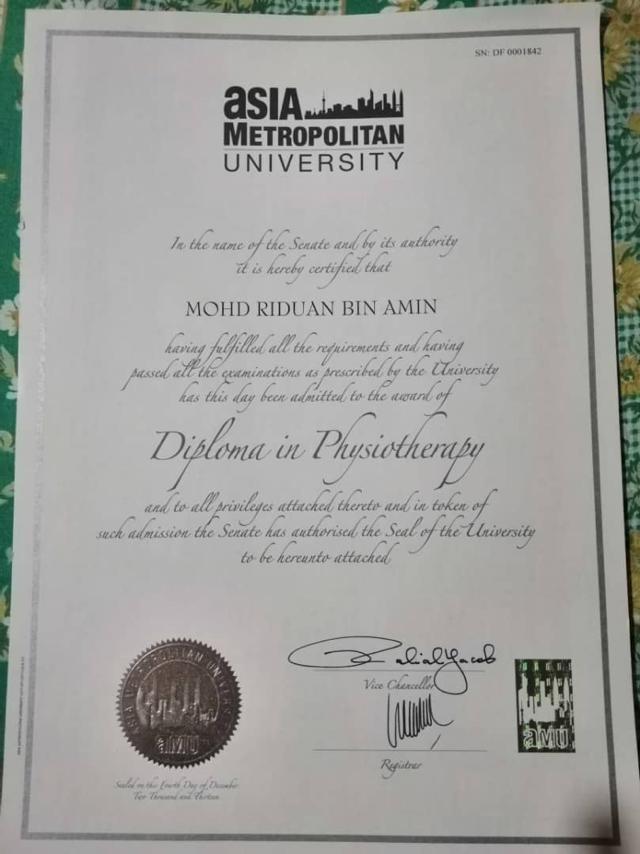 SN: DF 0001842
aSIA
METROPOLITAN
UNIVERSITY
In the name of the Senate and by its authority
it is hereby certified that
MOHD RIDUAN BIN AMIN
having fulfilled all the requirements and having
passed all the examinations as prescribed by the University
has this day been admitted to the award of
Diploma in Physiotherapy
and to all privileges attached thereto and in token of
such admission the Senate has authorised the Seal of the University
to be hereunto attached
aMU
Vice Chancellor
aMU
Registrar
Sealed on this Fourth Day of December
Two Thousand and Thirteen